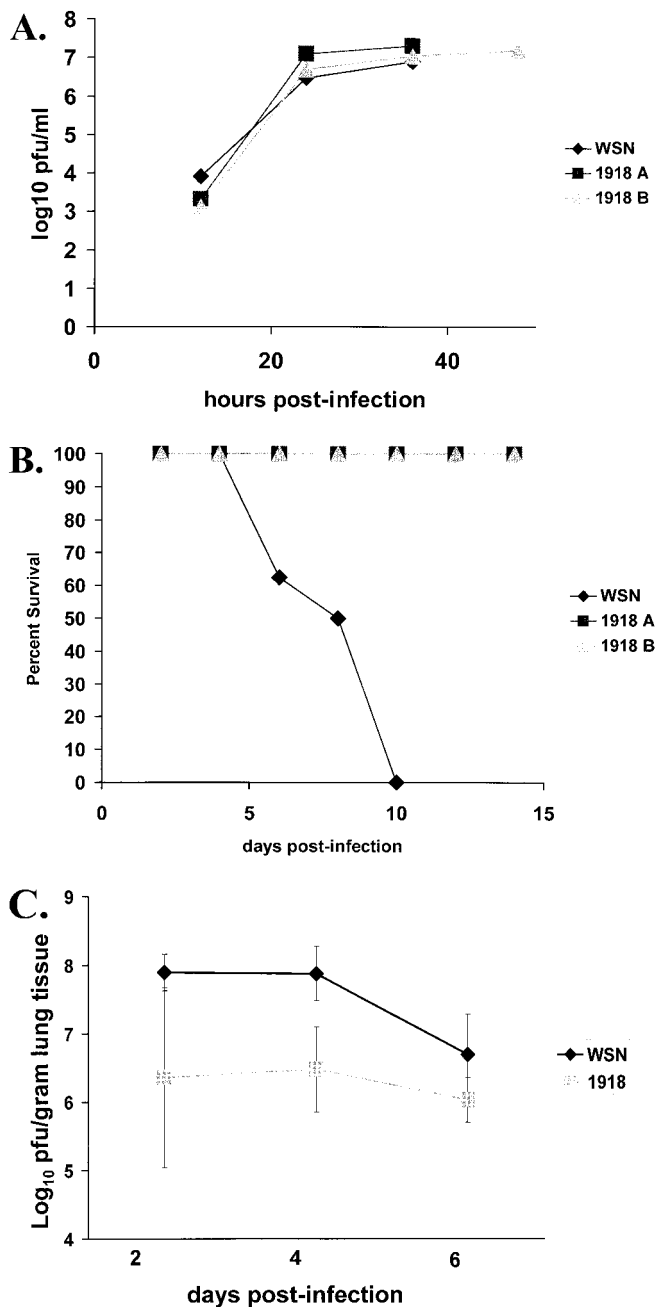 A.
log10 pfu/ml
8
7
6
5
4
3
2
1
0
0 20 40
hours post-infection
WSN
1918 A
1918 B
B.
Percent Survival
100
90
80
70
60
50
40
30
20
10
0
0 5 10 15
days post-infection
WSN
1918 A
1918 B
C.
Log10 pfu/gram lung tissue
9
8
7
6
5
4
2 4 6
days post-infection
WSN
1918